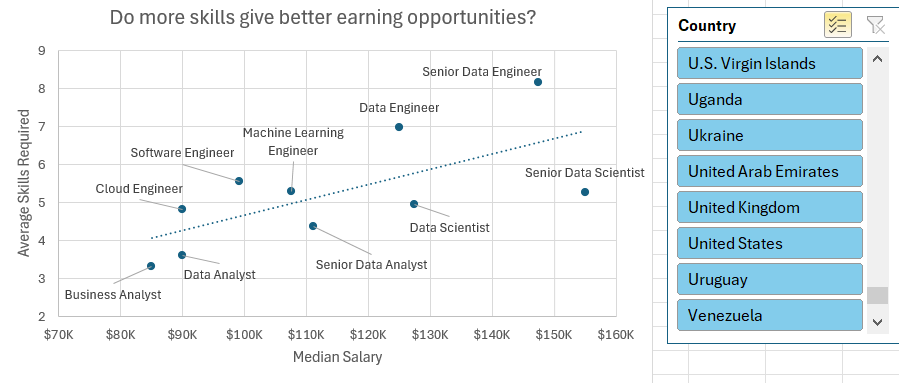 Do more skills give better earning opportunities?
9
8
7
6
5
4
3
2
Average Skills Required
Senior Data Engineer
Data Engineer
Machine Learning
Engineer
Software Engineer
Senior Data Scientist
Cloud Engineer
Data Scientist
Senior Data Analyst
Data Analyst
Business Analyst
$70K $80K $90K $100K $110K $120K $130K $140K $150K $160K
Median Salary
Country
U.S. Virgin Islands
Uganda
Ukraine
United Arab Emirates
United Kingdom
United States
Uruguay
Venezuela